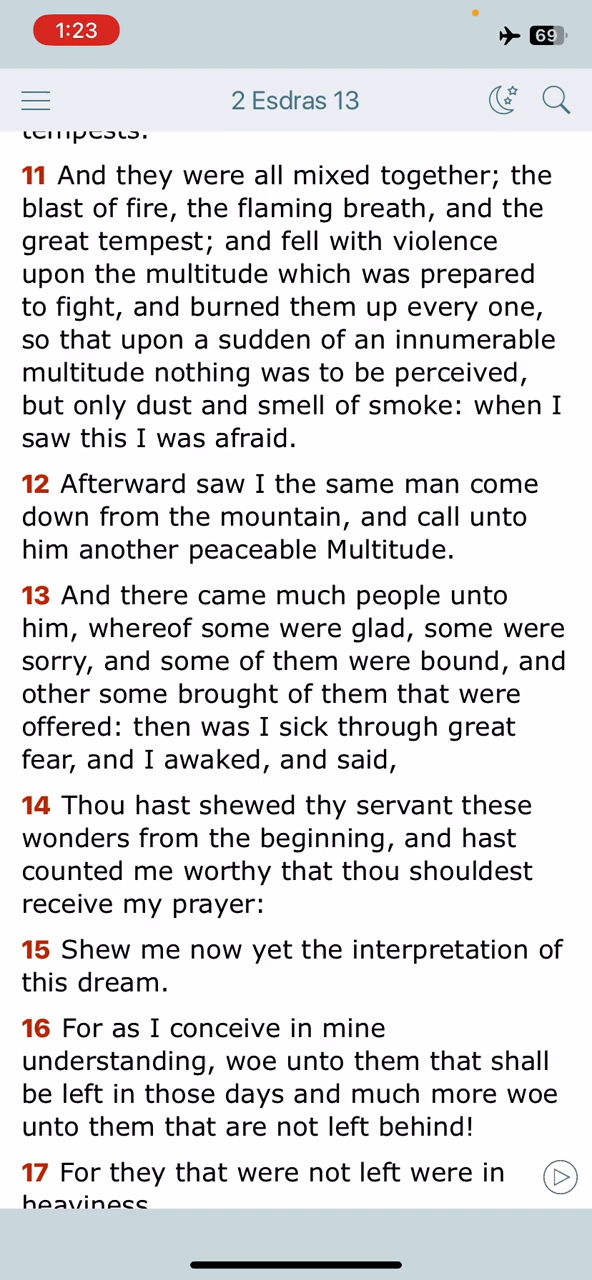 1:23
69
2 Esdras 13
tempests.
11 And they were all mixed together; the
blast of fire, the flaming breath, and the
great tempest; and fell with violence
upon the multitude which was prepared
to fight, and burned them up every one,
so that upon a sudden of an innumerable
multitude nothing was to be perceived,
but only dust and smell of smoke: when I
saw this I was afraid.
12 Afterward saw I the same man come
down from the mountain, and call unto
him another peaceable Multitude.
13 And there came much people unto
him, whereof some were glad, some were
sorry, and some of them were bound, and
other some brought of them that were
offered: then was I sick through great
fear, and I awaked, and said,
14 Thou hast shewed thy servant these
wonders from the beginning, and hast
counted me worthy that thou shouldest
receive my prayer:
15 Shew me now yet the interpretation of
this dream.
16 For as I conceive in mine
understanding, woe unto them that shall
be left in those days and much more woe
unto them that are not left behind!
17 For they that were not left were in
heaviness